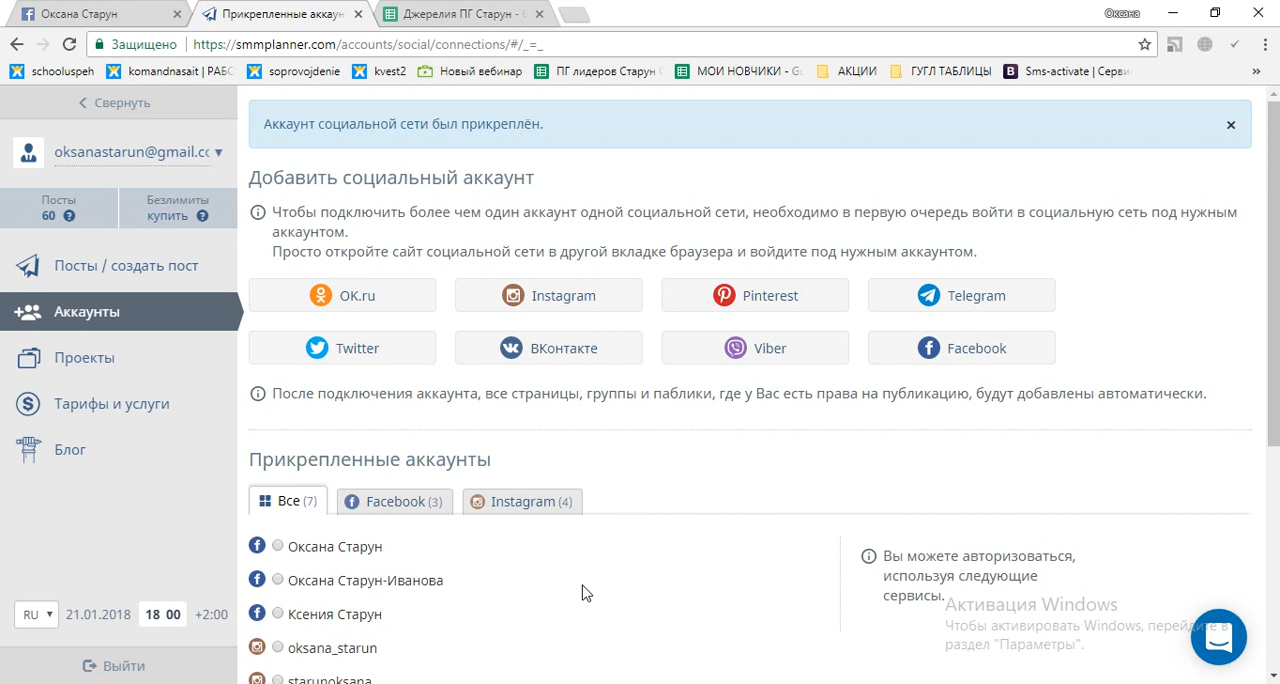 Оксана Старун
Прикрепленные аккаун
Джерелия ПГ Старун - G
Оксана
Защищено
https://smmplanner.com/accounts/social/connections/#/_=_
schooluspeh
komandnasait | РАБС
soprovojdenie
kvest2
Новый вебинар
ПГ лидеров Старун
МОИ НОВЧИКИ - Go
АКЦИИ
ГУГЛ ТАБЛИЦЫ
Sms-activate | Серви
»
Свернуть
oksanastarun@gmail.cc
Посты
60
Безлимиты
купить
Посты / создать пост
Аккаунты
Проекты
Тарифы и услуги
Блог
RU
21.01.2018
18 00
+2:00
Выйти
Аккаунт социальной сети был прикреплён.
Добавить социальный аккаунт
Чтобы подключить более чем один аккаунт одной социальной сети, необходимо в первую очередь войти в социальную сеть под нужным
аккаунтом.
Просто откройте сайт социальной сети в другой вкладке браузера и войдите под нужным аккаунтом.
OK.ru
Instagram
Pinterest
Telegram
Twitter
ВКонтакте
Viber
Facebook
После подключения аккаунта, все страницы, группы и паблики, где у Вас есть права на публикацию, будут добавлены автоматически.
Прикрепленные аккаунты
Все (7)
Facebook (3)
Instagram (4)
Оксана Старун
Оксана Старун-Иванова
Ксения Старун
oksana_starun
starunoksana
Вы можете авторизоваться,
используя следующие
сервисы.
Активация Windows
Чтобы активировать Windows, перейдите в
раздел "Параметры".